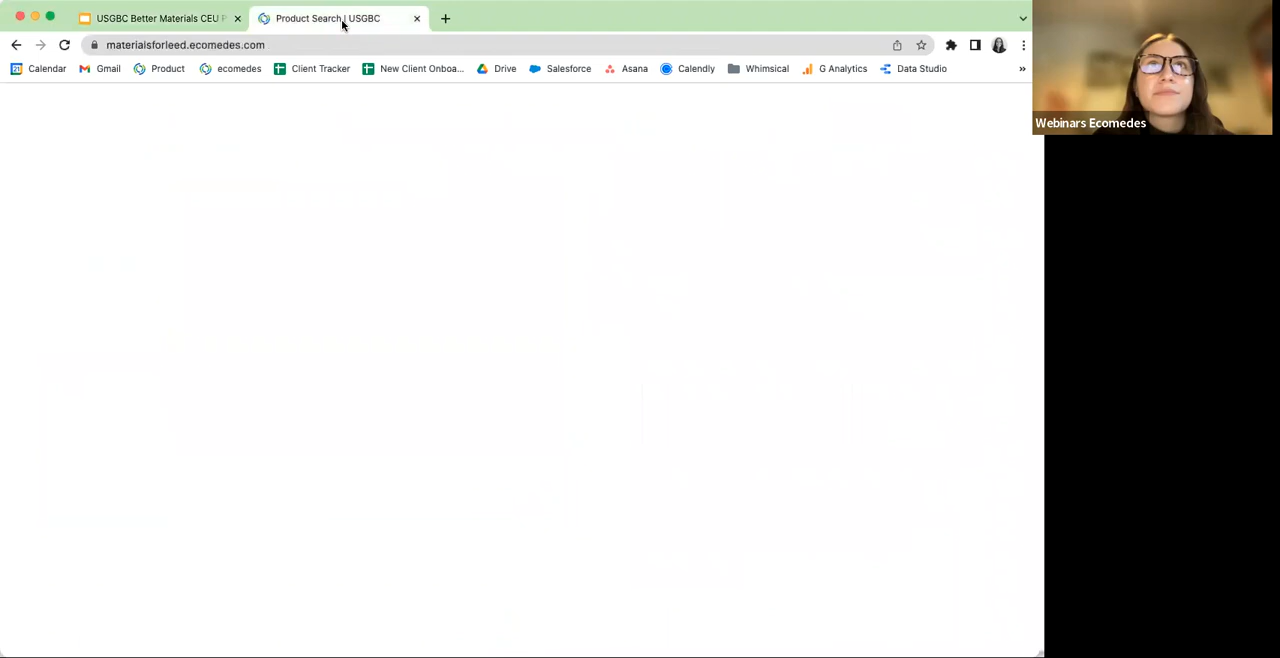 USGBC Better Materials CEU P
Product Search | USGBC
materialsforleed.ecomedes.com
21 Calendar
Gmail
Product
ecomedes
Client Tracker
New Client Onboa...
Drive
Salesforce
Asana
Calendly
Whimsical
G Analytics
Data Studio
»
Webinars Ecomedes